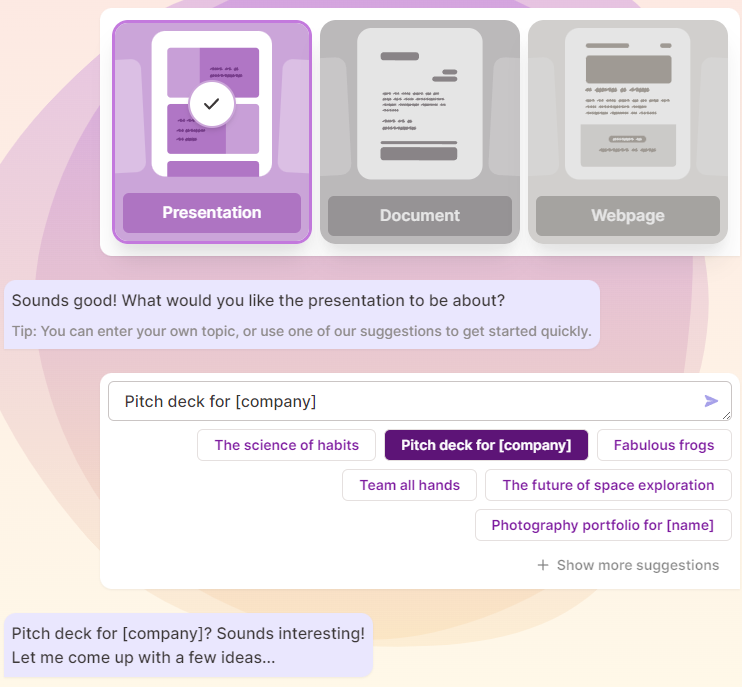 Presentation
Document
Webpage
Sounds good! What would you like the presentation to be about?
Tip: You can enter your own topic, or use one of our suggestions to get started quickly.
Pitch deck for [company]
The science of habits
Pitch deck for [company]
Fabulous frogs
Team all hands
The future of space exploration
Photography portfolio for [name]
+ Show more suggestions
Pitch deck for [company]? Sounds interesting!
Let me come up with a few ideas...